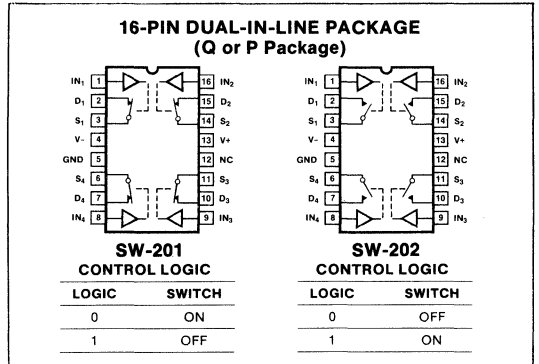 16-PIN DUAL-IN-LINE PACKAGE
(Q or P Package)
IN₁ 1 16 IN₂ IN₁ 1 16 IN₂
D₁ 2 15 D₂ D₁ 2 15 D₂
S₁ 3 14 S₂ S₁ 3 14 S₂
V- 4 13 V+ V- 4 13 V+
GND 5 12 NC GND 5 12 NC
S₄ 6 11 S₃ S₄ 6 11 S₃
D₄ 7 10 D₃ D₄ 7 10 D₃
IN₄ 8 9 IN₃ IN₄ 8 9 IN₃
SW-201 SW-202
CONTROL LOGIC CONTROL LOGIC
LOGIC SWITCH LOGIC SWITCH
0 ON 0 OFF
1 OFF 1 ON